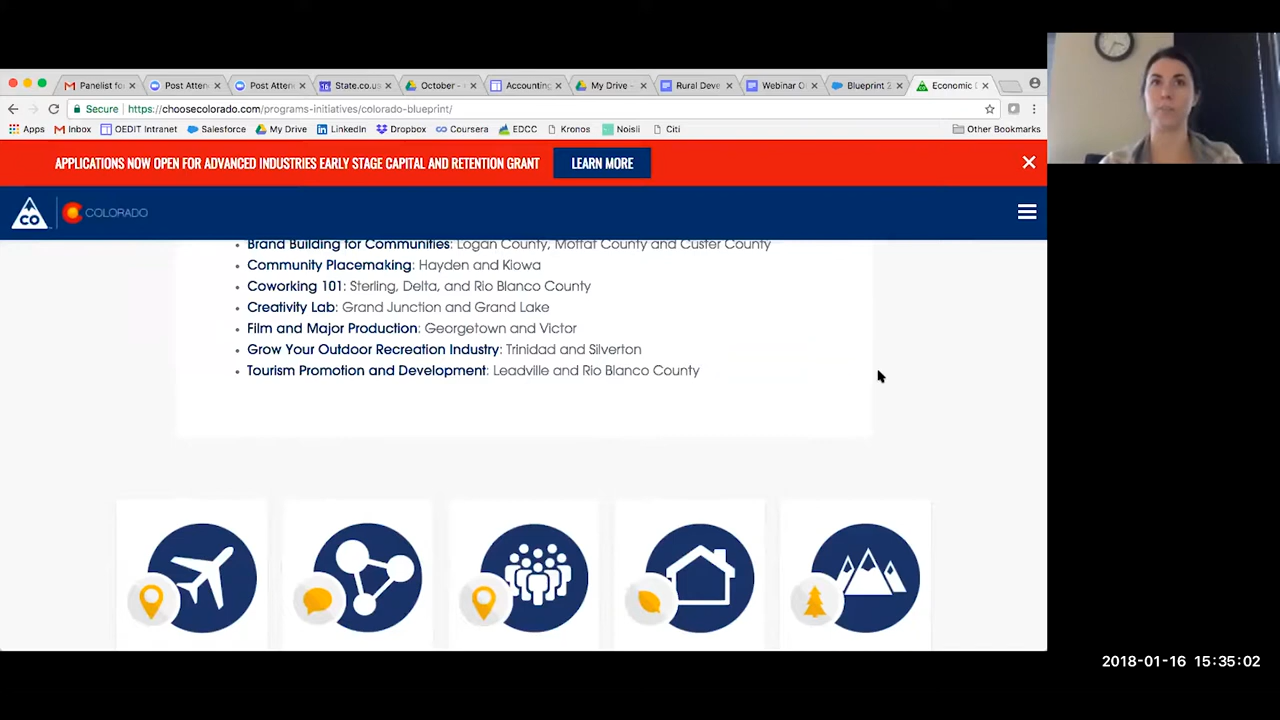 Panelist fo
Post Atten
Post Atten
State.co.us
October -
Accounting
My Drive -
Rural Deve
Webinar O
Blueprint 2
Economic D
Secure
https://choosecolorado.com/programs-initiatives/colorado-blueprint/
Apps
Inbox
OEDIT Intranet
Salesforce
My Drive
LinkedIn
Dropbox
Coursera
EDCC
Kronos
Noisli
Citi
Other Bookmarks
APPLICATIONS NOW OPEN FOR ADVANCED INDUSTRIES EARLY STAGE CAPITAL AND RETENTION GRANT
LEARN MORE
CO
COLORADO
Brand Building for Communities: Logan County, Moffat County and Custer County
Community Placemaking: Hayden and Kiowa
Coworking 101: Sterling, Delta, and Rio Blanco County
Creativity Lab: Grand Junction and Grand Lake
Film and Major Production: Georgetown and Victor
Grow Your Outdoor Recreation Industry: Trinidad and Silverton
Tourism Promotion and Development: Leadville and Rio Blanco County
2018-01-16 15:35:02